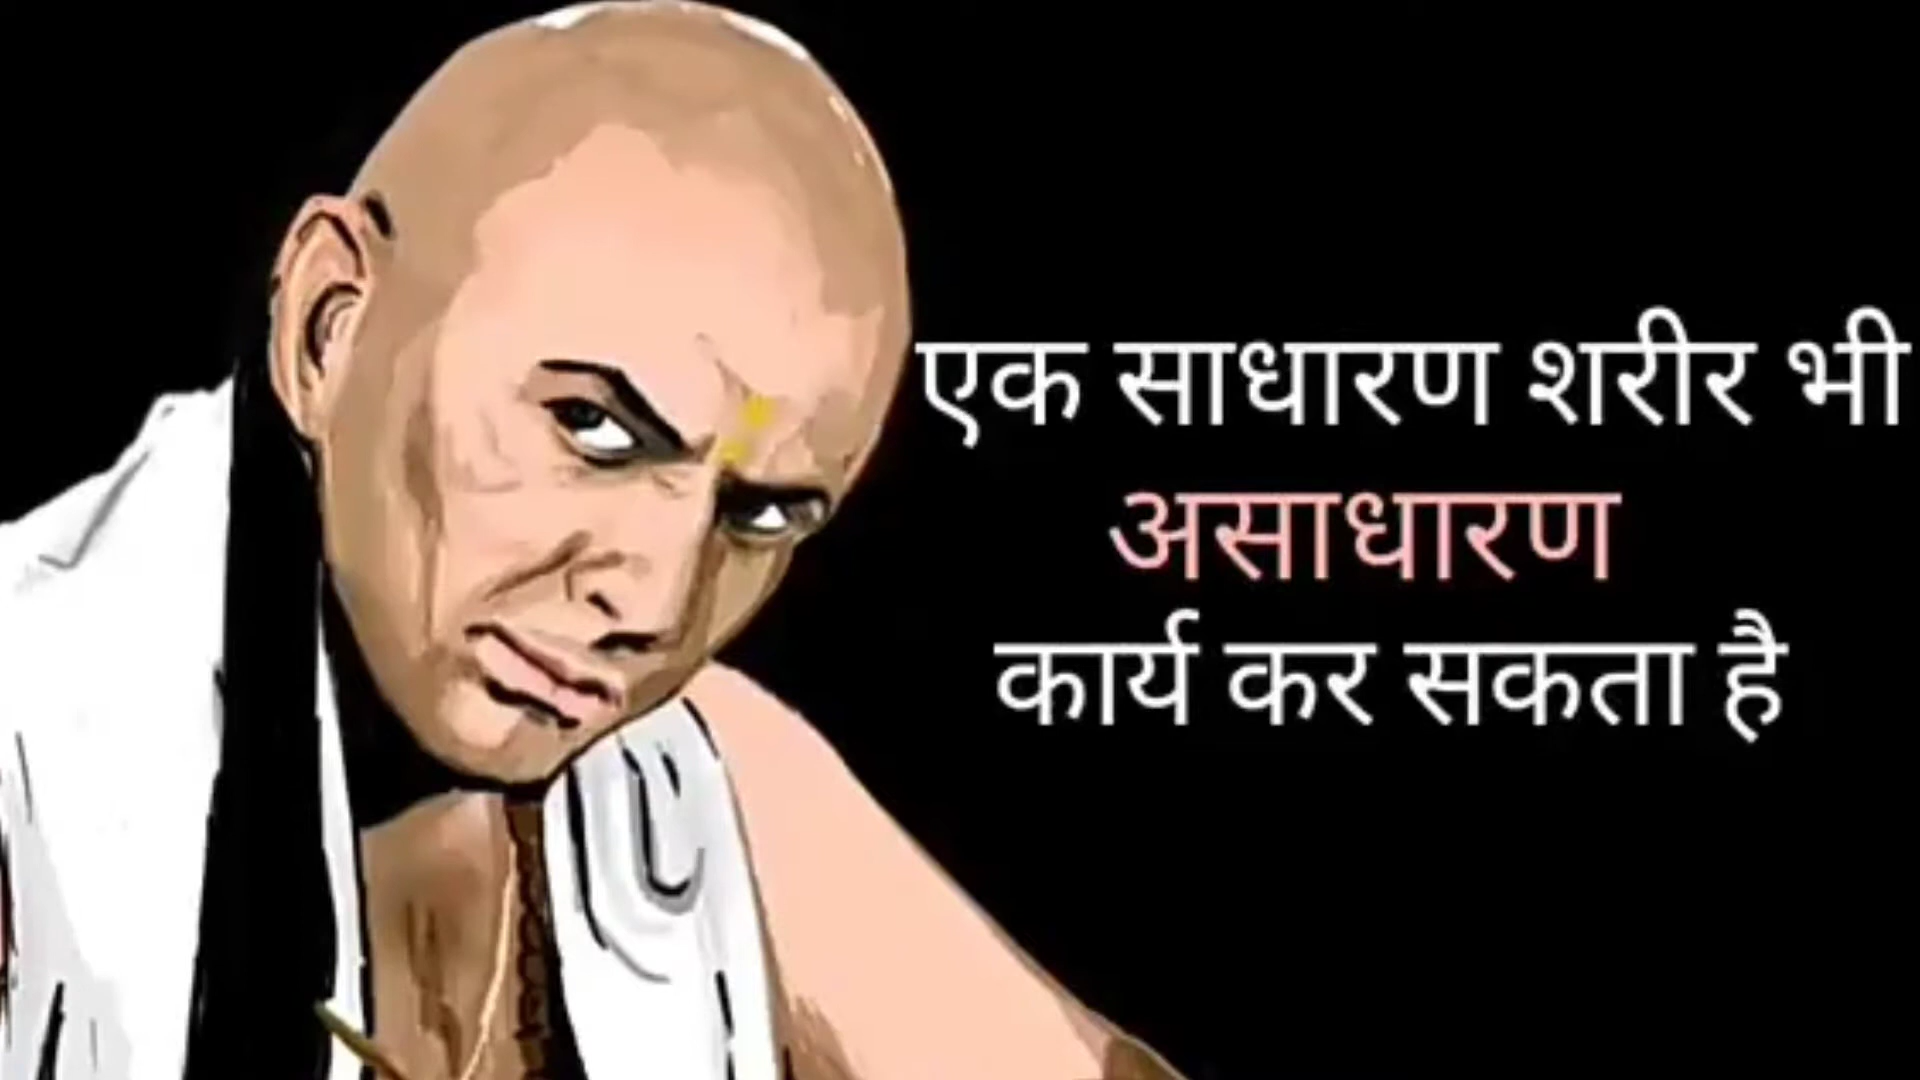 एक साधारण शरीर भी
असाधारण
कार्य कर सकता है